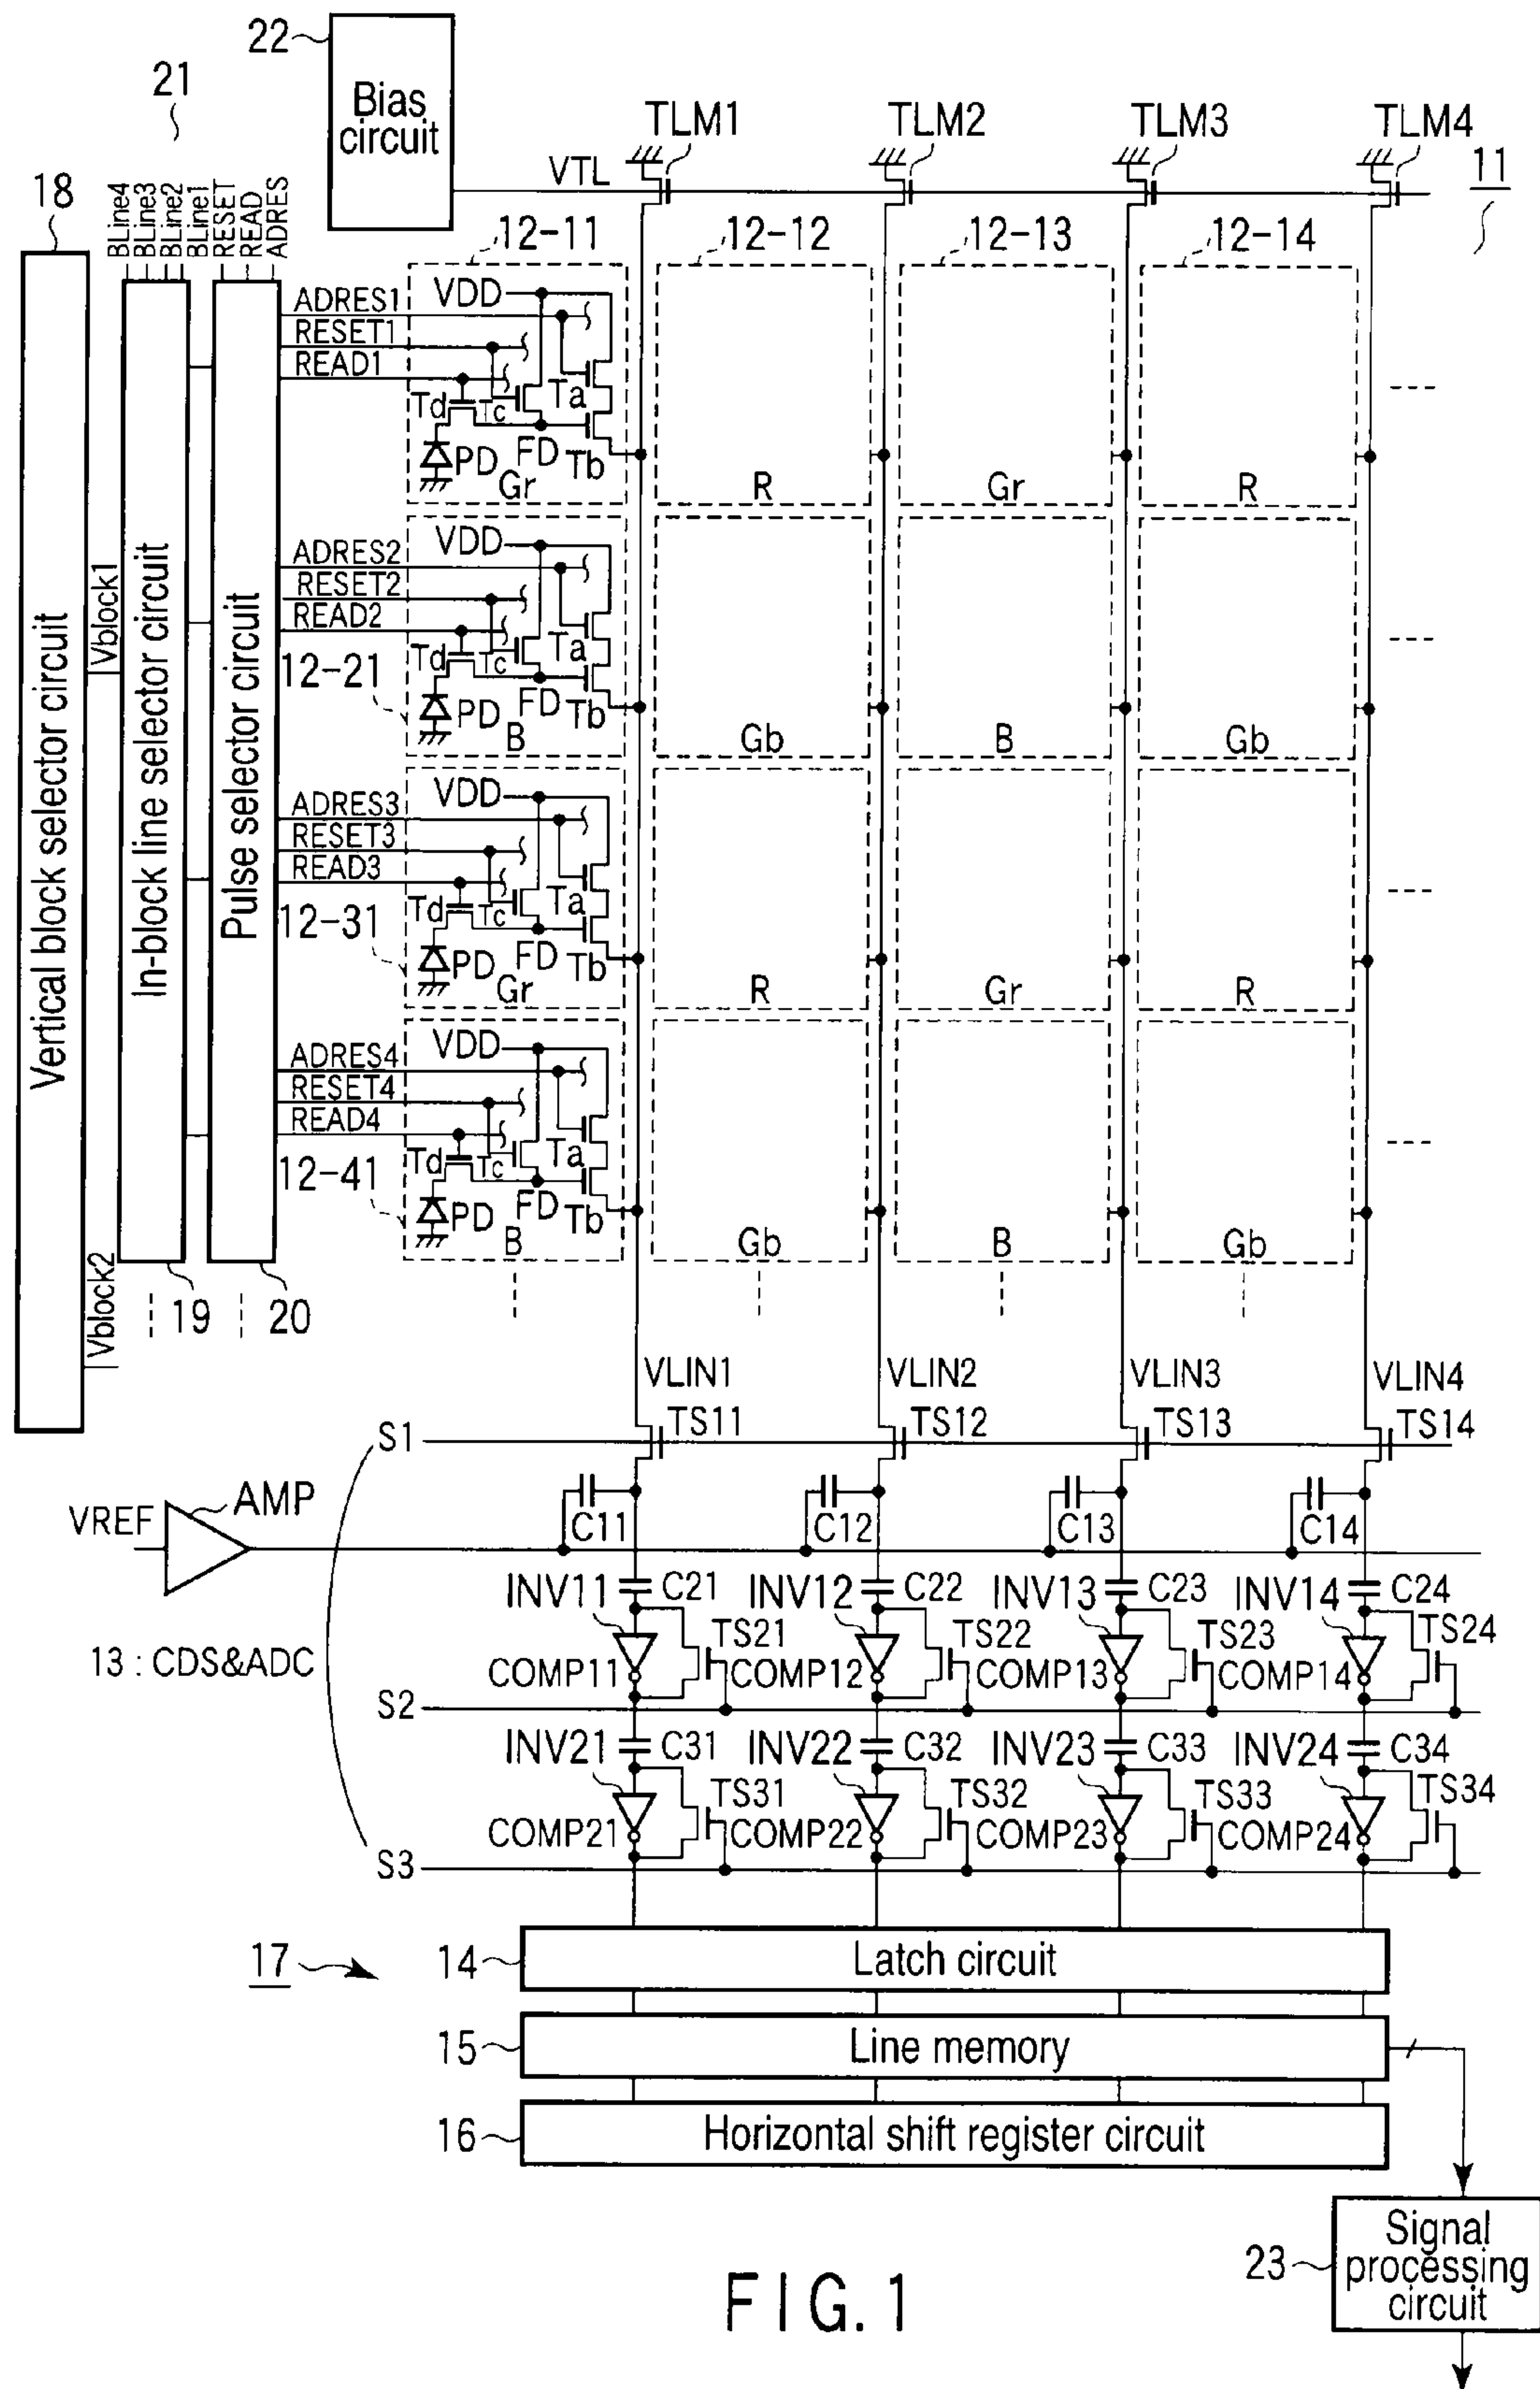 22
Bias
circuit
21
TLM1
TLM2
TLM3
TLM4
11
VTL
18
BLine4
BLine3
BLine2
BLine1
RESET
READ
ADRES
12-11
12-12
12-13
12-14
Vertical block selector circuit
In-block line selector circuit
Pulse selector circuit
Vblock1
Vblock2
19
20
ADRES1
RESET1
READ1
VDD
Td
Tc
Ta
PD
FD
Tb
Gr
R
Gr
R
ADRES2
RESET2
READ2
12-21
VDD
Td
Tc
Ta
PD
FD
Tb
B
Gb
B
Gb
ADRES3
RESET3
READ3
12-31
VDD
Td
Tc
Ta
PD
FD
Tb
Gr
R
Gr
R
ADRES4
RESET4
READ4
12-41
VDD
Td
Tc
Ta
PD
FD
Tb
B
Gb
B
Gb
VLIN1
VLIN2
VLIN3
VLIN4
S1
TS11
TS12
TS13
TS14
VREF
AMP
C11
C12
C13
C14
INV11
C21
INV12
C22
INV13
C23
INV14
C24
13 : CDS&ADC
COMP11
TS21
COMP12
TS22
COMP13
TS23
COMP14
TS24
S2
INV21
C31
INV22
C32
INV23
C33
INV24
C34
COMP21
TS31
COMP22
TS32
COMP23
TS33
COMP24
TS34
S3
17
14
Latch circuit
15
Line memory
16
Horizontal shift register circuit
23
Signal
processing
circuit
FIG. 1